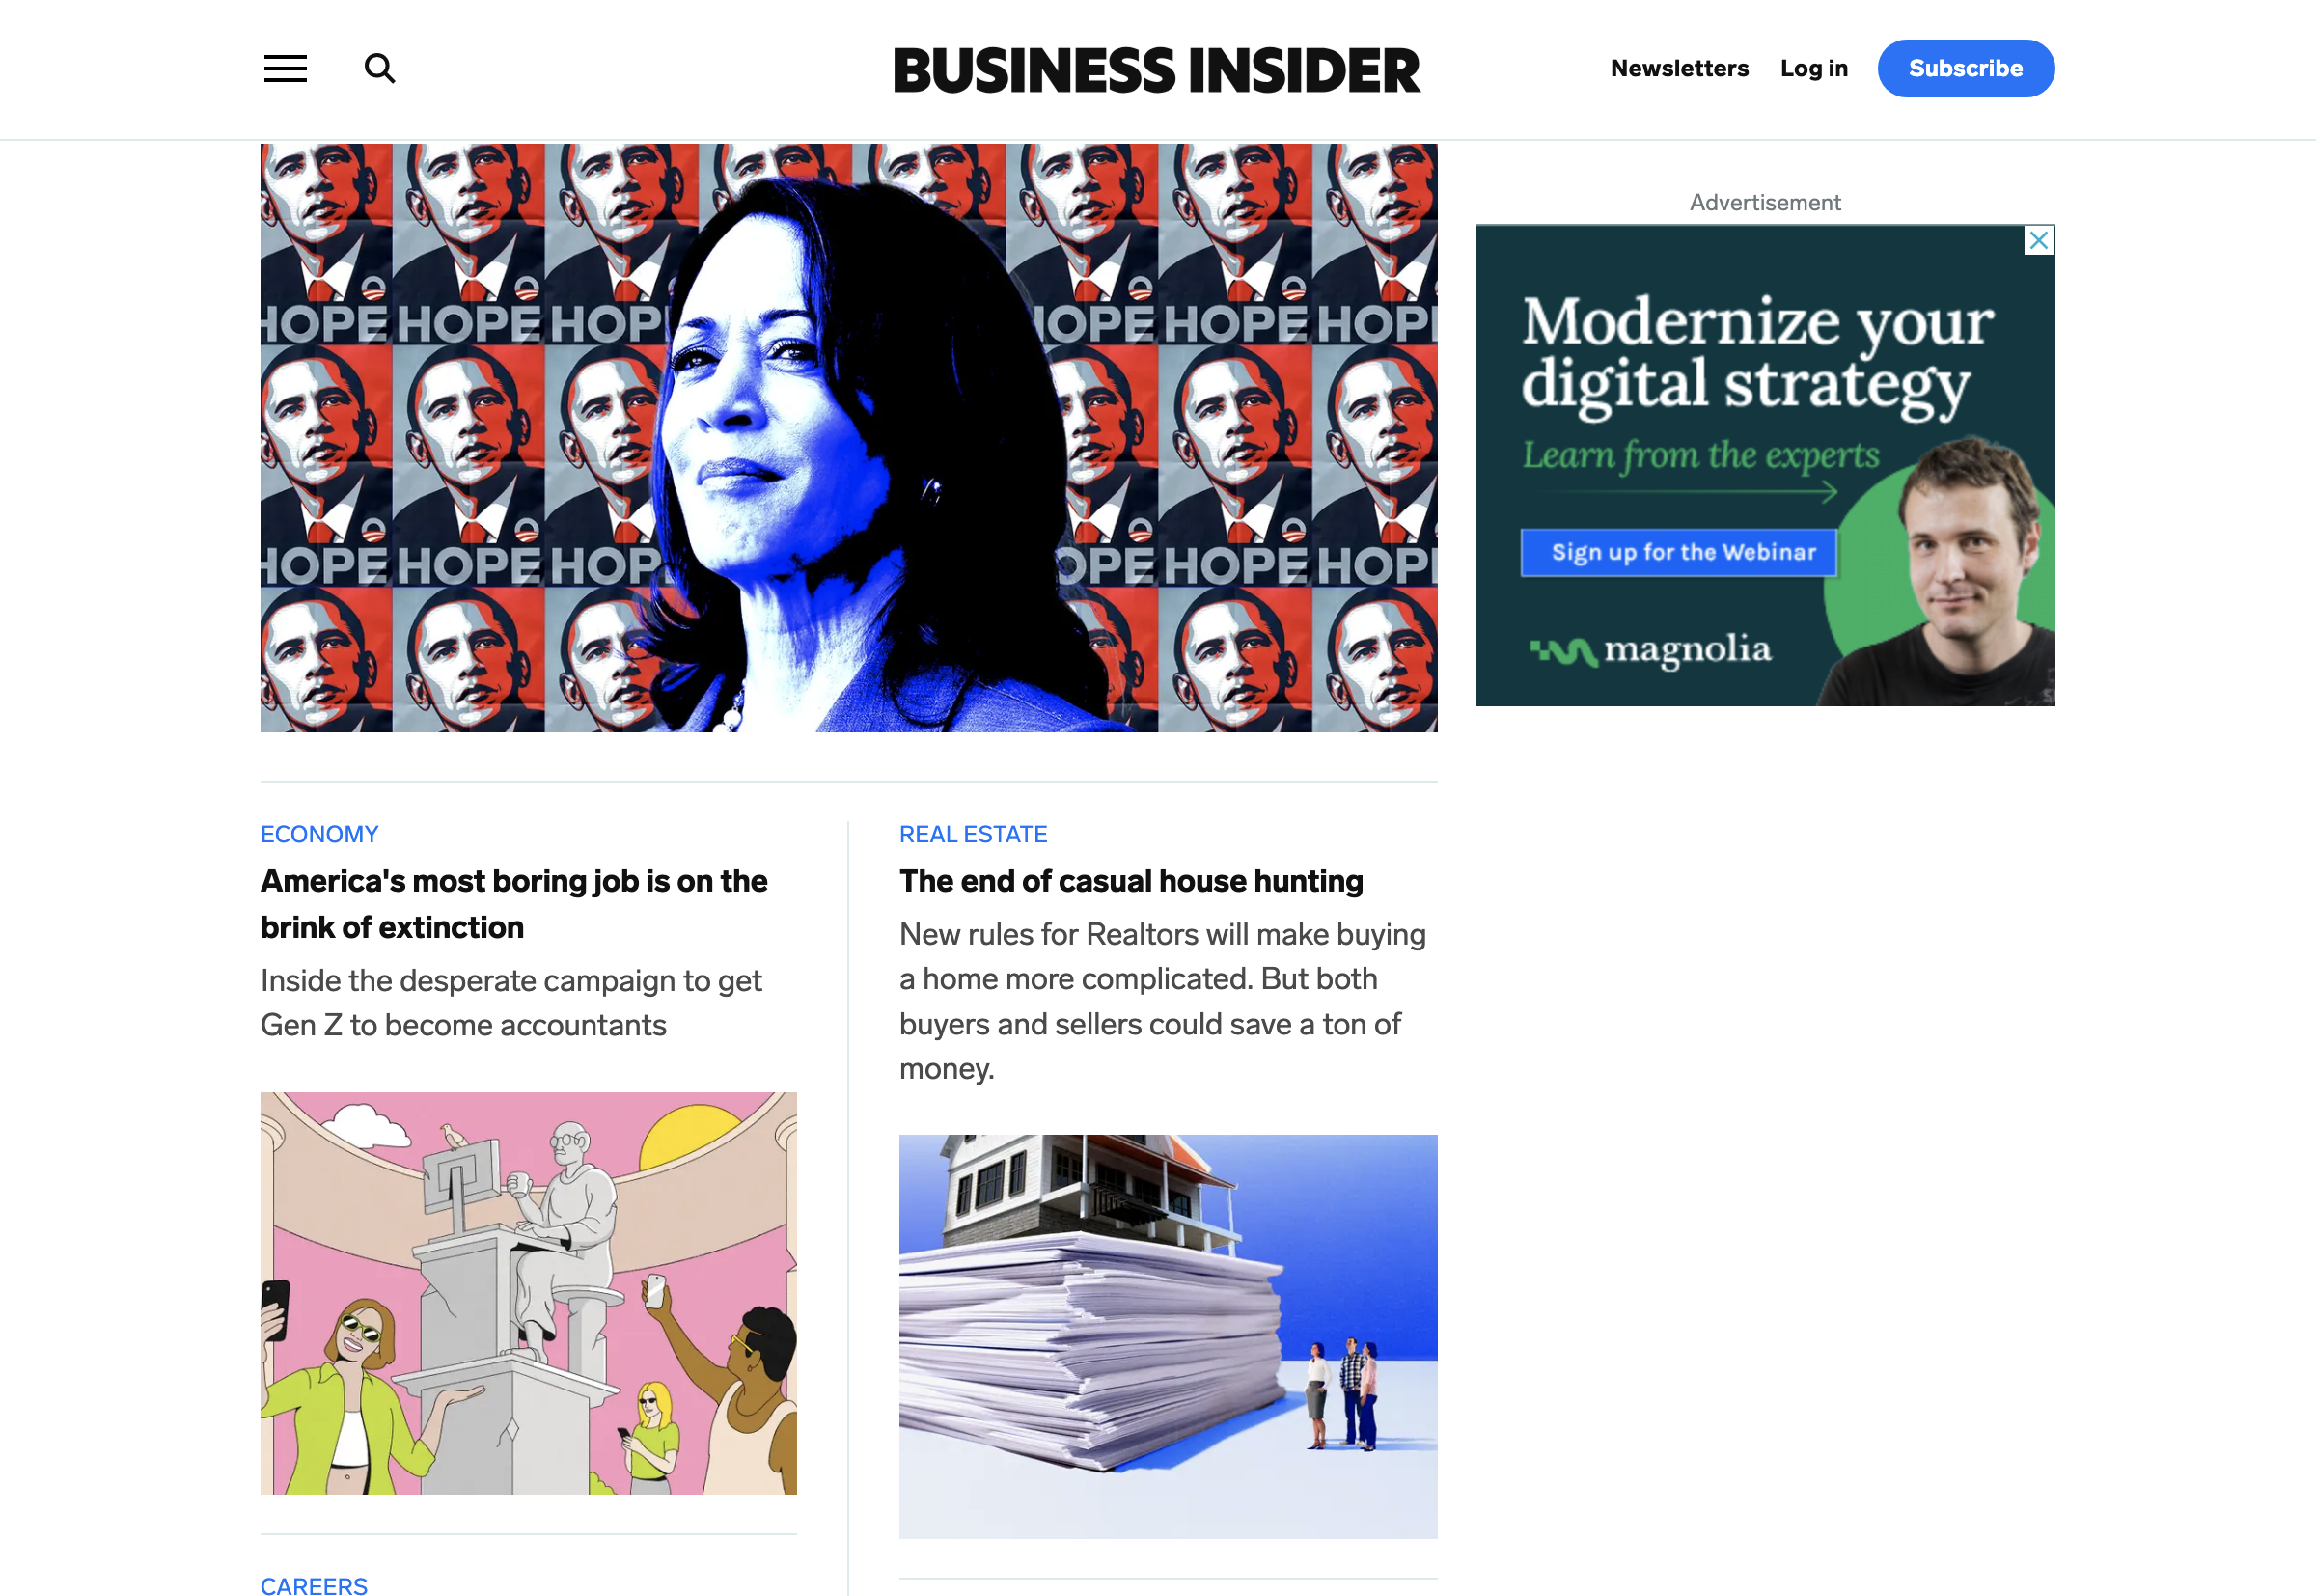 BUSINESS INSIDER
Newsletters
Log in
Subscribe
HOPE HOPE HOP OPE HOPE HOP
HOPE HOPE HOP OPE HOPE HOP
Advertisement
Modernize your
digital strategy
Learn from the experts
Sign up for the Webinar
magnolia
ECONOMY
America's most boring job is on the
brink of extinction
Inside the desperate campaign to get
Gen Z to become accountants
REAL ESTATE
The end of casual house hunting
New rules for Realtors will make buying
a home more complicated. But both
buyers and sellers could save a ton of
money.
CAREERS